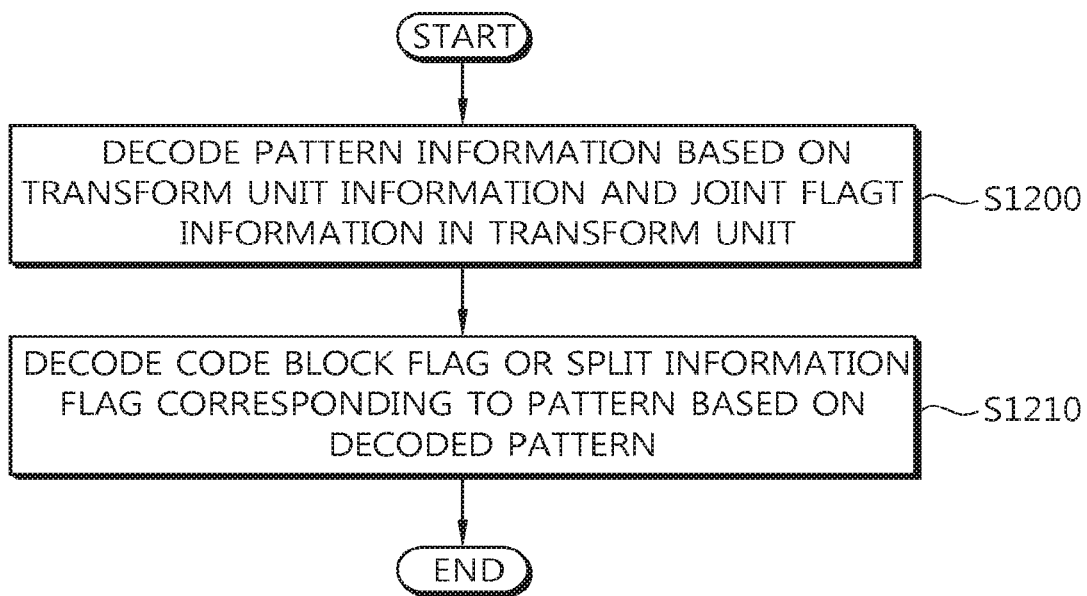 START
DECODE PATTERN INFORMATION BASED ON
TRANSFORM UNIT INFORMATION AND JOINT FLAGT
INFORMATION IN TRANSFORM UNIT
S1200
DECODE CODE BLOCK FLAG OR SPLIT INFORMATION
FLAG CORRESPONDING TO PATTERN BASED ON
DECODED PATTERN
S1210
END